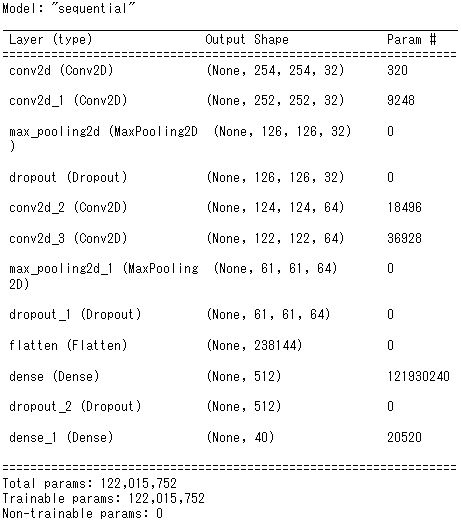 Model: "sequential"
Layer (type) Output Shape Param #
conv2d (Conv2D) (None, 254, 254, 32) 320
conv2d_1 (Conv2D) (None, 252, 252, 32) 9248
max_pooling2d (MaxPooling2D (None, 126, 126, 32) 0
)
dropout (Dropout) (None, 126, 126, 32) 0
conv2d_2 (Conv2D) (None, 124, 124, 64) 18496
conv2d_3 (Conv2D) (None, 122, 122, 64) 36928
max_pooling2d_1 (MaxPooling (None, 61, 61, 64) 0
2D)
dropout_1 (Dropout) (None, 61, 61, 64) 0
flatten (Flatten) (None, 238144) 0
dense (Dense) (None, 512) 121930240
dropout_2 (Dropout) (None, 512) 0
dense_1 (Dense) (None, 40) 20520
Total params: 122,015,752
Trainable params: 122,015,752
Non-trainable params: 0